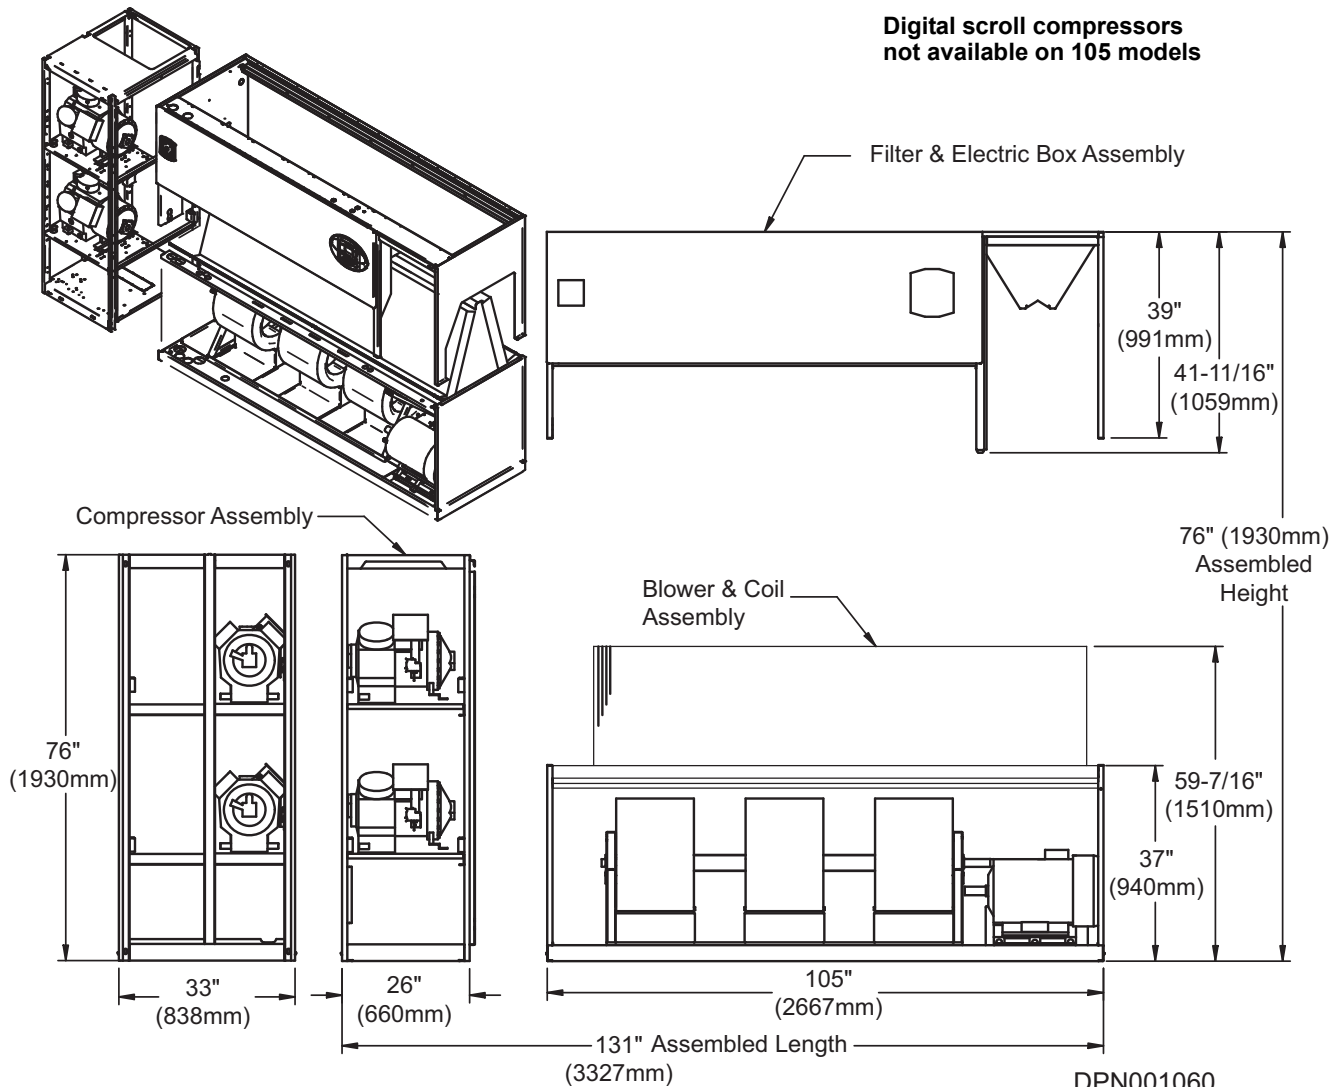 Digital scroll compressors
not available on 105 models
Filter & Electric Box Assembly
39"
(991mm)
41-11/16"
(1059mm)
Compressor Assembly
76" (1930mm)
Assembled
Height
Blower & Coil
Assembly
76"
(1930mm)
59-7/16"
(1510mm)
37"
(940mm)
33"
(838mm)
26"
(660mm)
105"
(2667mm)
131" Assembled Length
(3327mm)
DPN001060